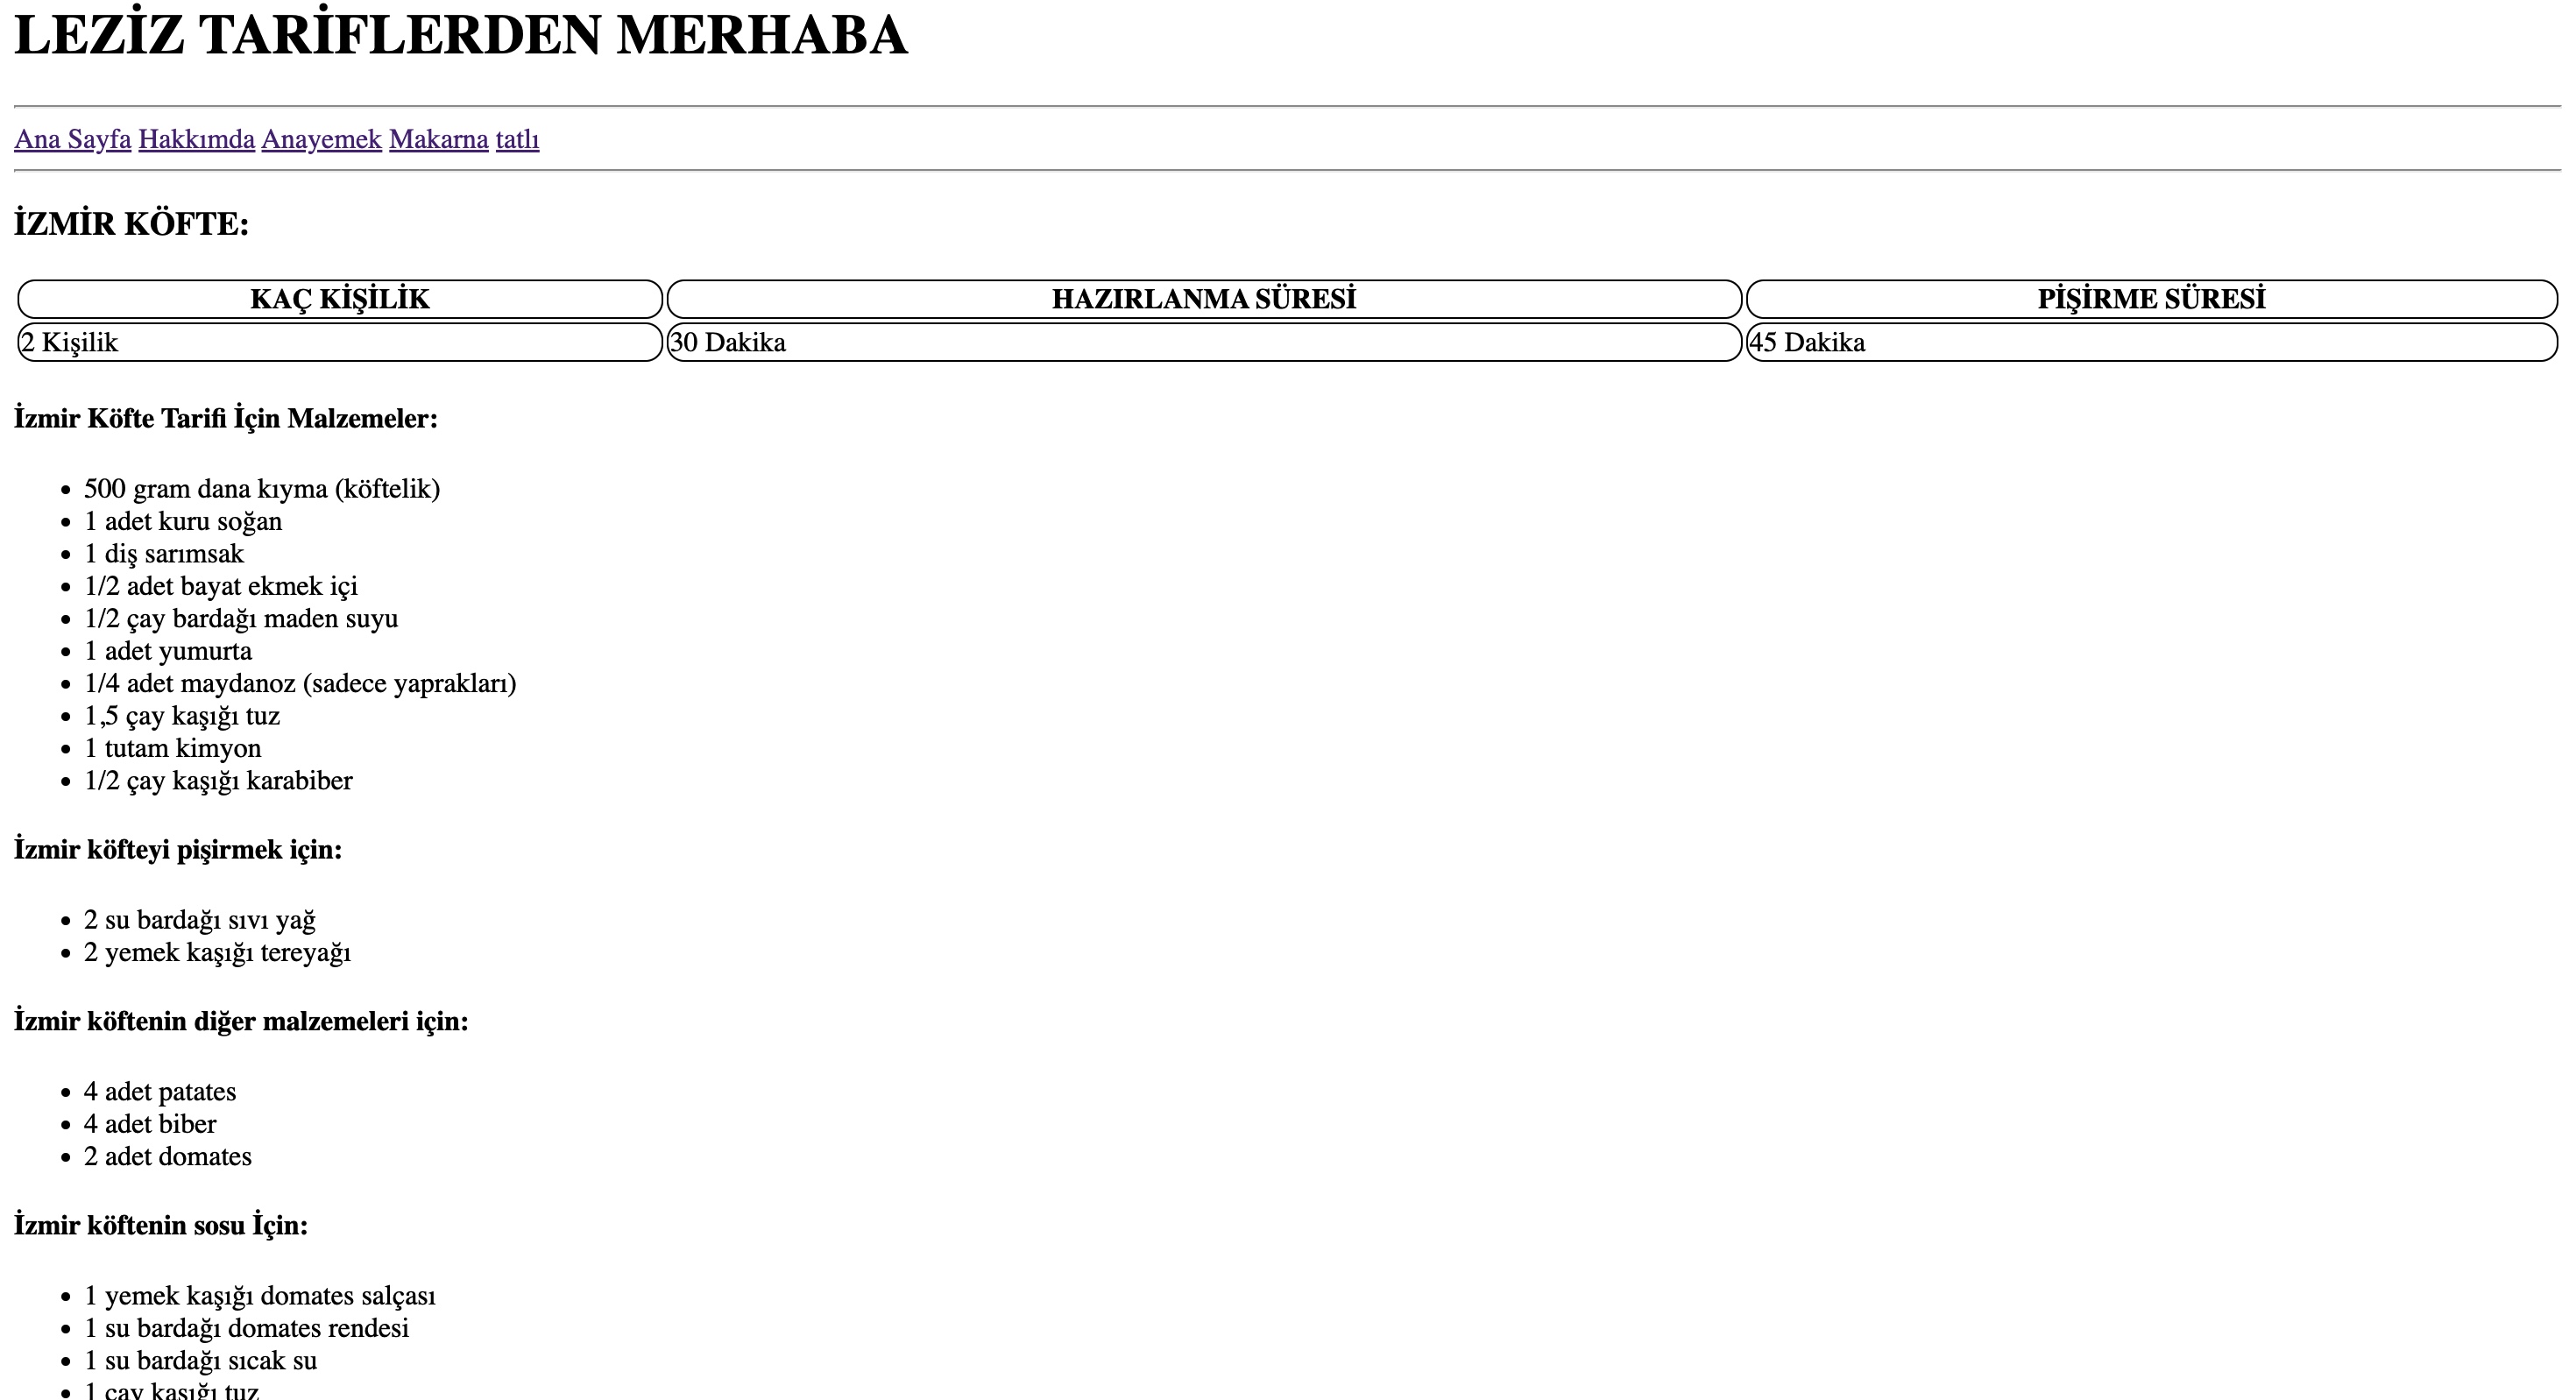 LEZİZ TARİFLERDEN MERHABA
Ana Sayfa Hakkımda Anayemek Makarna tatlı
İZMİR KÖFTE:
KAÇ KİŞİLİK HAZIRLANMA SÜRESİ PİŞİRME SÜRESİ
2 Kişilik 30 Dakika 45 Dakika
İzmir Köfte Tarifi İçin Malzemeler:
• 500 gram dana kıyma (köftelik)
• 1 adet kuru soğan
• 1 diş sarımsak
• 1/2 adet bayat ekmek içi
• 1/2 çay bardağı maden suyu
• 1 adet yumurta
• 1/4 adet maydanoz (sadece yaprakları)
• 1,5 çay kaşığı tuz
• 1 tutam kimyon
• 1/2 çay kaşığı karabiber
İzmir köfteyi pişirmek için:
• 2 su bardağı sıvı yağ
• 2 yemek kaşığı tereyağı
İzmir köftenin diğer malzemeleri için:
• 4 adet patates
• 4 adet biber
• 2 adet domates
İzmir köftenin sosu İçin:
• 1 yemek kaşığı domates salçası
• 1 su bardağı domates rendesi
• 1 su bardağı sıcak su
• 1 çay kaşığı tuz